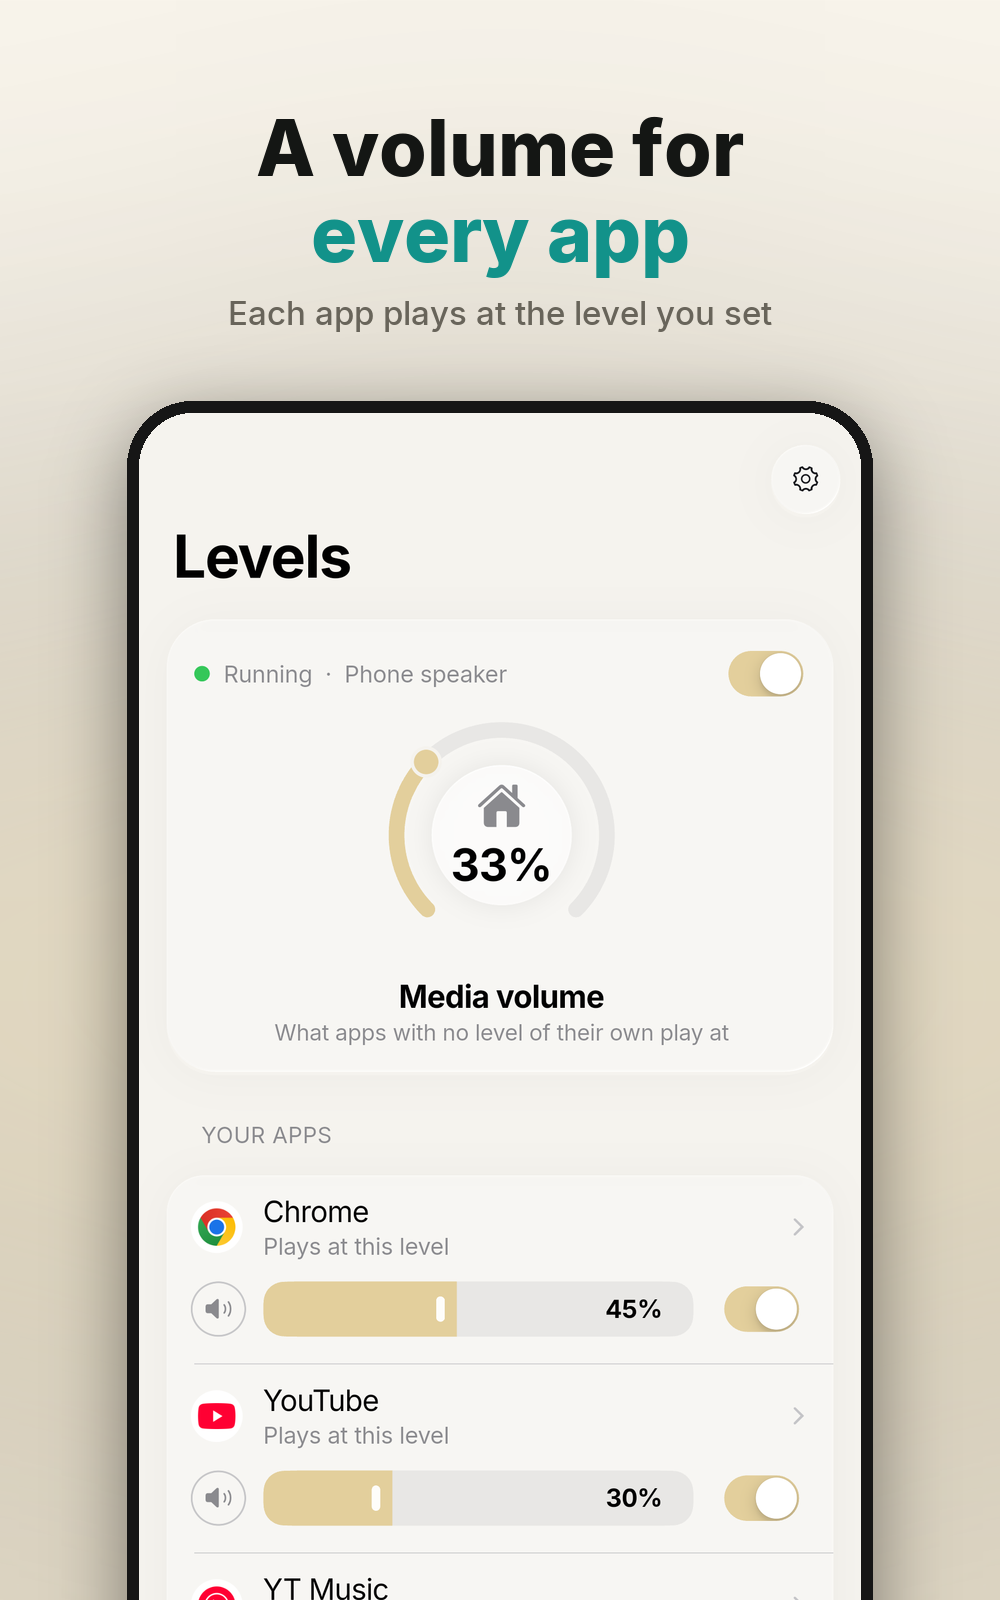 A volume for
every app
Each app plays at the level you set
Levels
Running · Phone speaker
33%
Media volume
What apps with no level of their own play at
YOUR APPS
Chrome
Plays at this level
45%
YouTube
Plays at this level
30%
YT Music